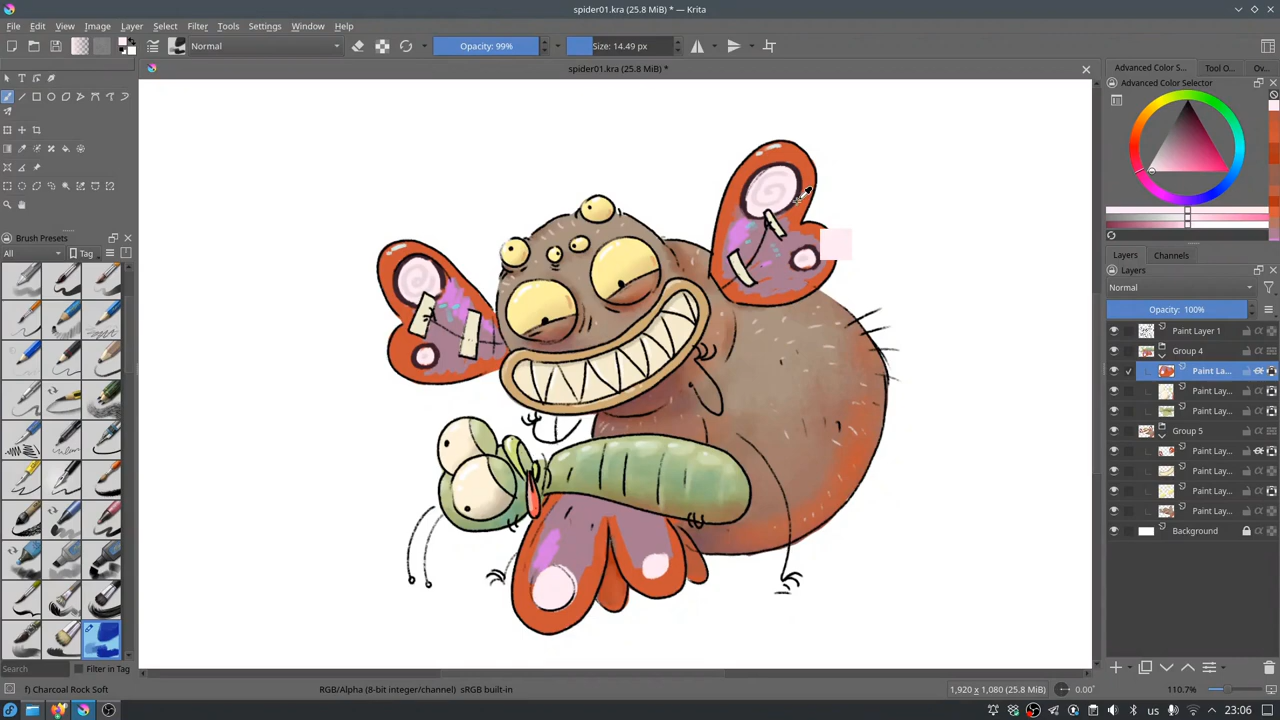 spider01.kra (25.8 MiB) * — Krita
File Edit View Image Layer Select Filter Tools Settings Window Help
Normal
Opacity: 99%
Size: 14.49 px
spider01.kra (25.8 MiB) *
Advanced Color S...
Tool O...
Ov...
Advanced Color Selector
Brush Presets
All
Tag
Layers
Channels
Layers
Normal
Opacity: 100%
Paint Layer 1
Group 4
Paint La...
Paint Lay...
Paint Lay...
Group 5
Paint Lay...
Paint Lay...
Paint Lay...
Paint Lay...
Background
Search
Filter in Tag
f) Charcoal Rock Soft
RGB/Alpha (8-bit integer/channel) sRGB built-in
1,920 x 1,080 (25.8 MiB)
0.00°
110.7%
us
23:06